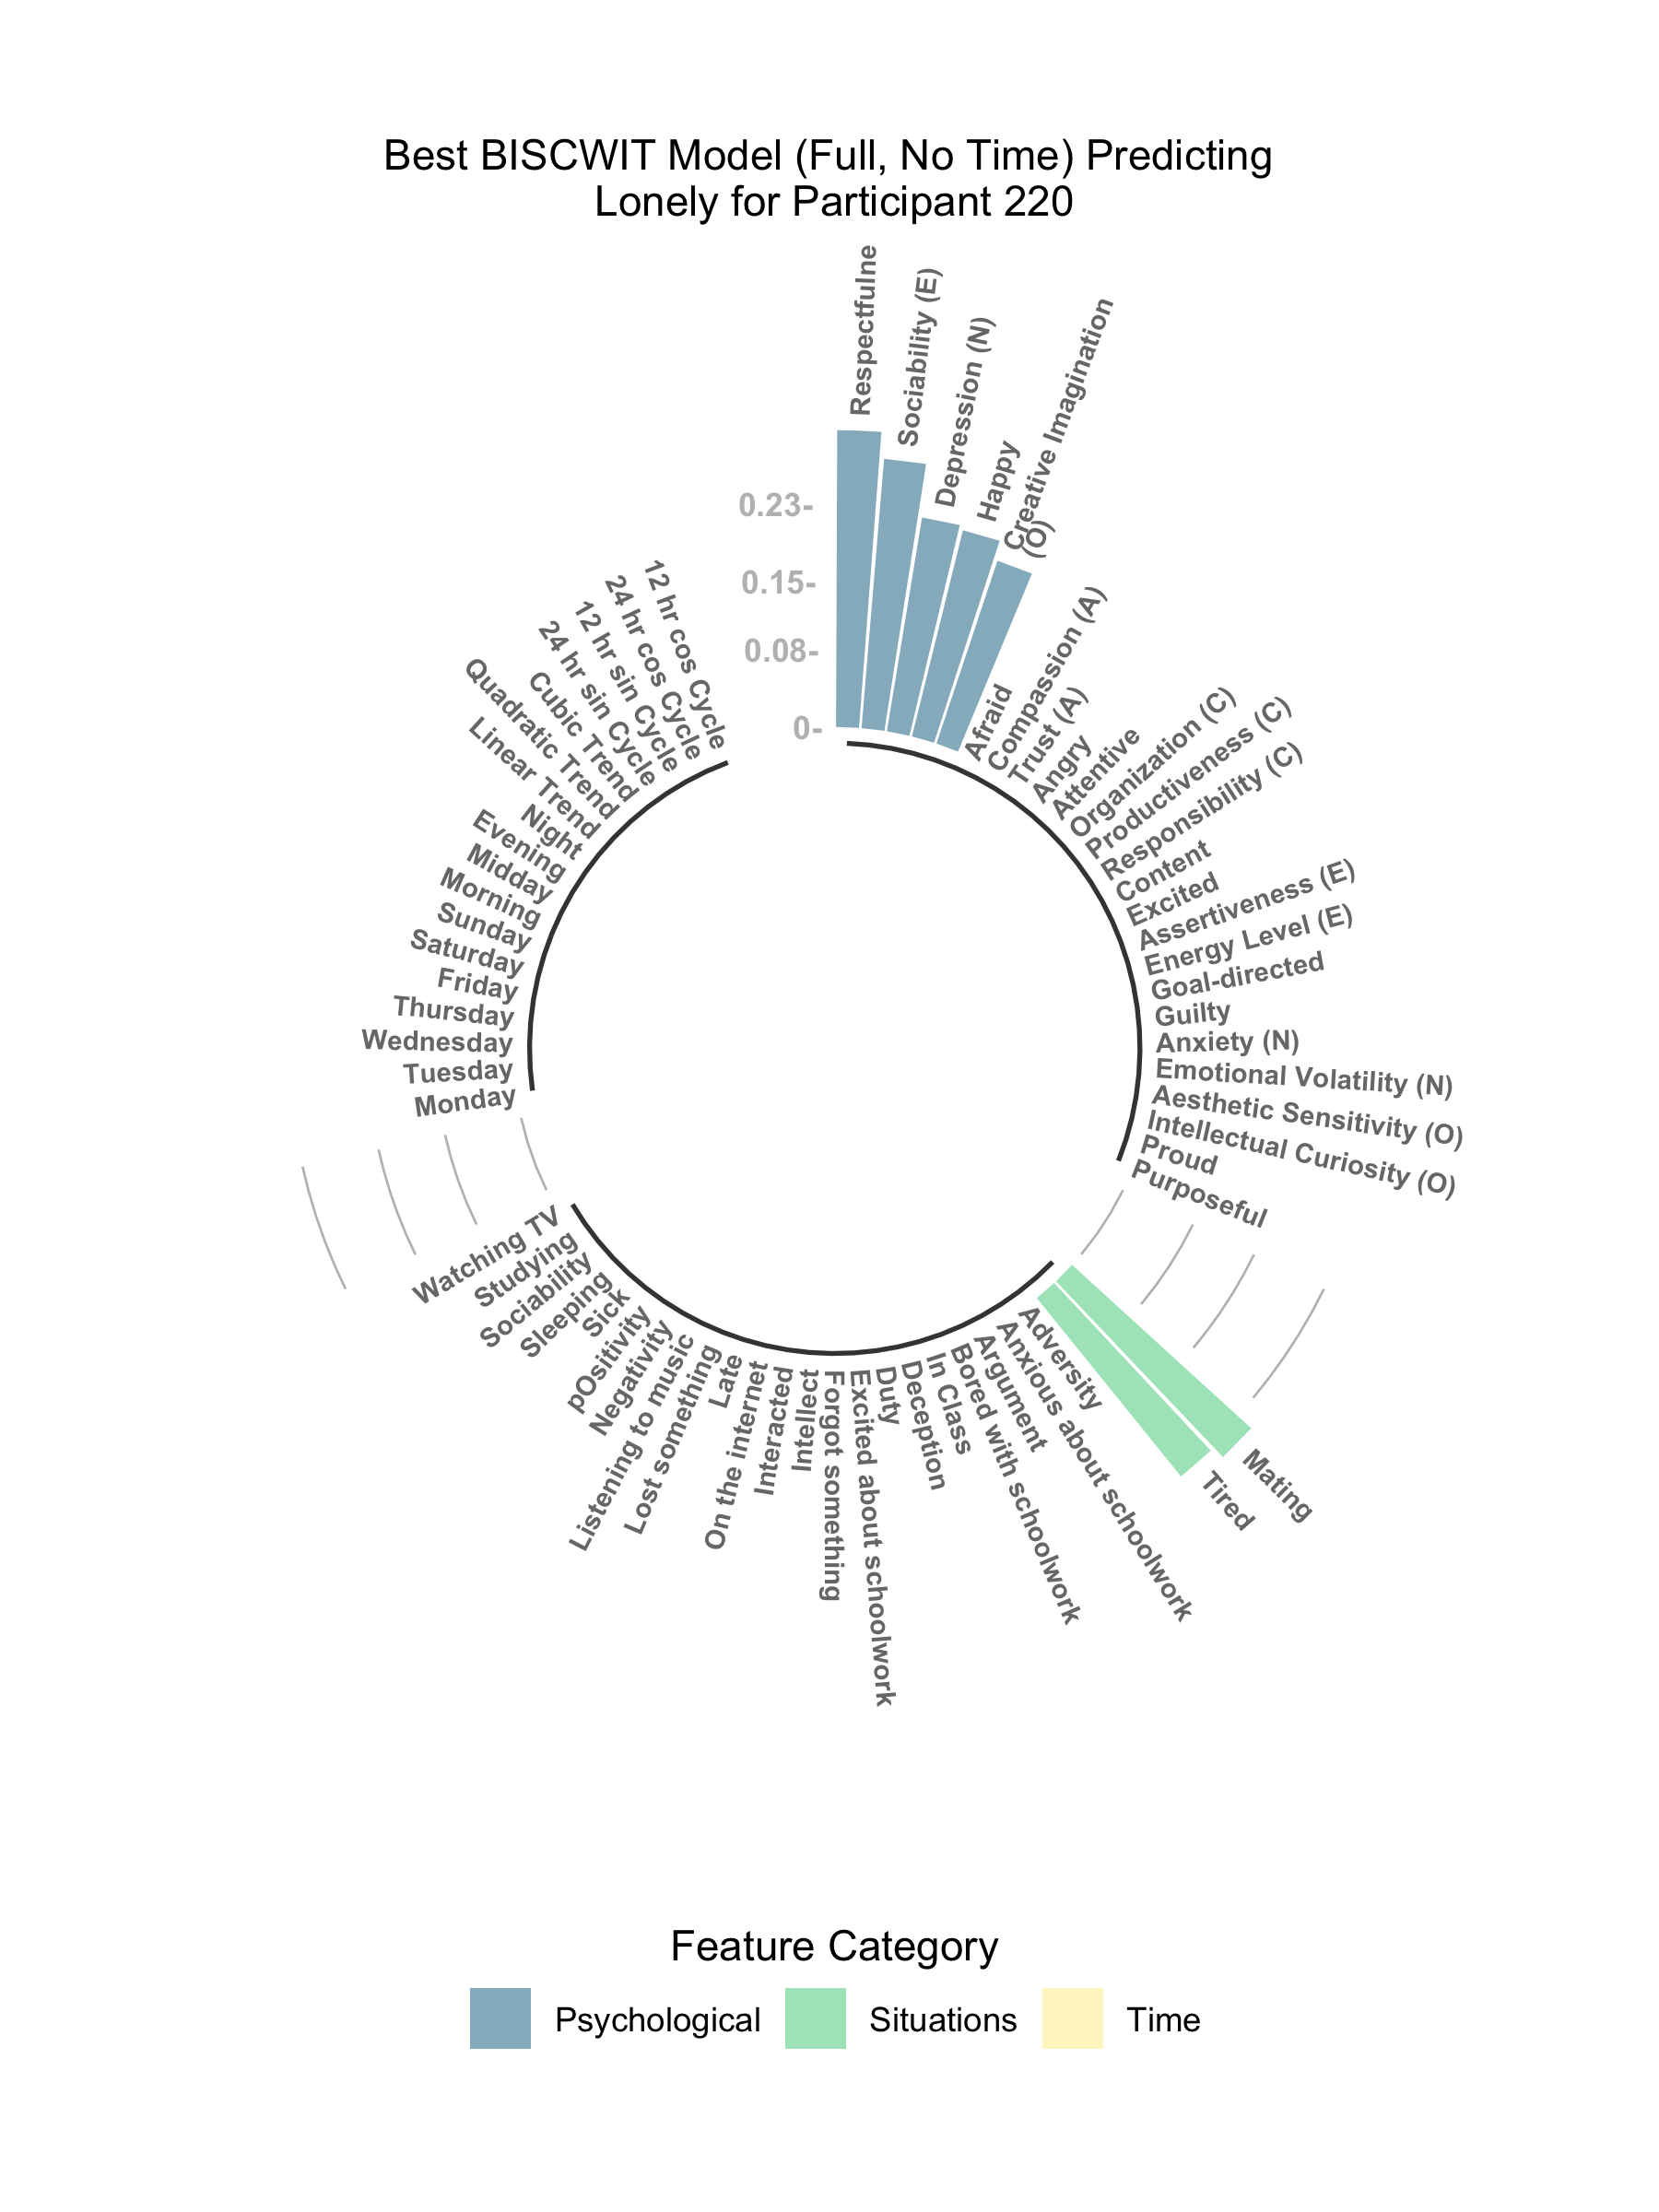 Best BISCWIT Model (Full, No Time) Predicting
Lonely for Participant 220
0.23-
0.15-
0.08-
0-
Respectfulne
Sociability (E)
Depression (N)
Happy
Creative Imagination
(O)
Afraid
Compassion (A)
Trust (A)
Angry
Attentive
Organization (C)
Productiveness (C)
Responsibility (C)
Content
Excited
Assertiveness (E)
Energy Level (E)
Goal-directed
Guilty
Anxiety (N)
Emotional Volatility (N)
Aesthetic Sensitivity (O)
Intellectual Curiosity (O)
Proud
Purposeful
Mating
Tired
Adversity
Anxious about schoolwork
Argument
Bored with schoolwork
In Class
Deception
Duty
Excited about schoolwork
Forgot something
Intellect
Interacted
On the internet
Late
Lost something
Listening to music
Negativity
pOsitivity
Sick
Sleeping
Sociability
Studying
Watching TV
Monday
Tuesday
Wednesday
Thursday
Friday
Saturday
Sunday
Morning
Midday
Evening
Night
Linear Trend
Quadratic Trend
Cubic Trend
24 hr sin Cycle
12 hr sin Cycle
24 hr cos Cycle
12 hr cos Cycle
Feature Category
Psychological
Situations
Time